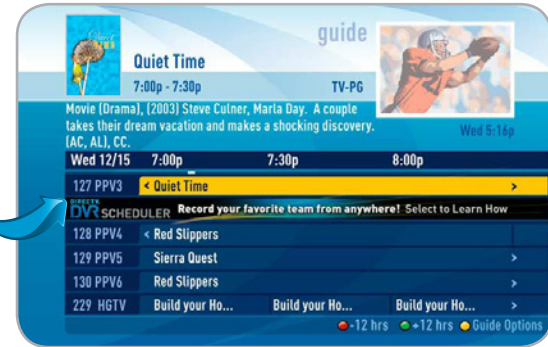 guide
Quiet Time
7:00p - 7:30p TV-PG
Movie (Drama), (2003) Steve Culner, Marla Day. A couple
takes their dream vacation and makes a shocking discovery.
(AC, AL), CC.
Wed 5:16p
Wed 12/15 7:00p 7:30p 8:00p
127 PPV3 < Quiet Time >
DIRECTV
DVR SCHEDULER Record your favorite team from anywhere! Select to Learn How
128 PPV4 < Red Slippers
129 PPV5 Sierra Quest >
130 PPV6 Red Slippers >
229 HGTV Build your Ho... Build your Ho... Build your Ho... >
-12 hrs +12 hrs Guide Options